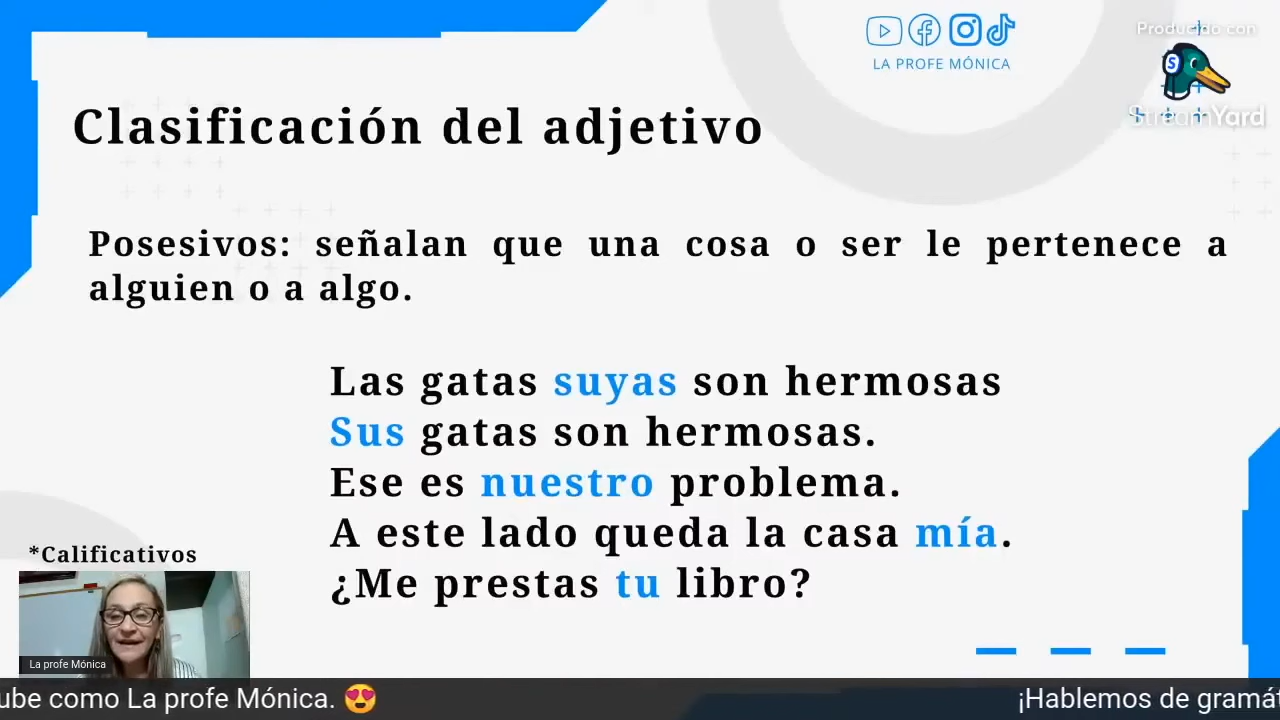 LA PROFE MÓNICA
Producido con
StreamYard
Clasificación del adjetivo
Posesivos: señalan que una cosa o ser le pertenece a
alguien o a algo.
Las gatas suyas son hermosas
Sus gatas son hermosas.
Ese es nuestro problema.
A este lado queda la casa mía.
¿Me prestas tu libro?
*Calificativos
La profe Mónica
ube como La profe Mónica. 😍
¡Hablemos de gramát